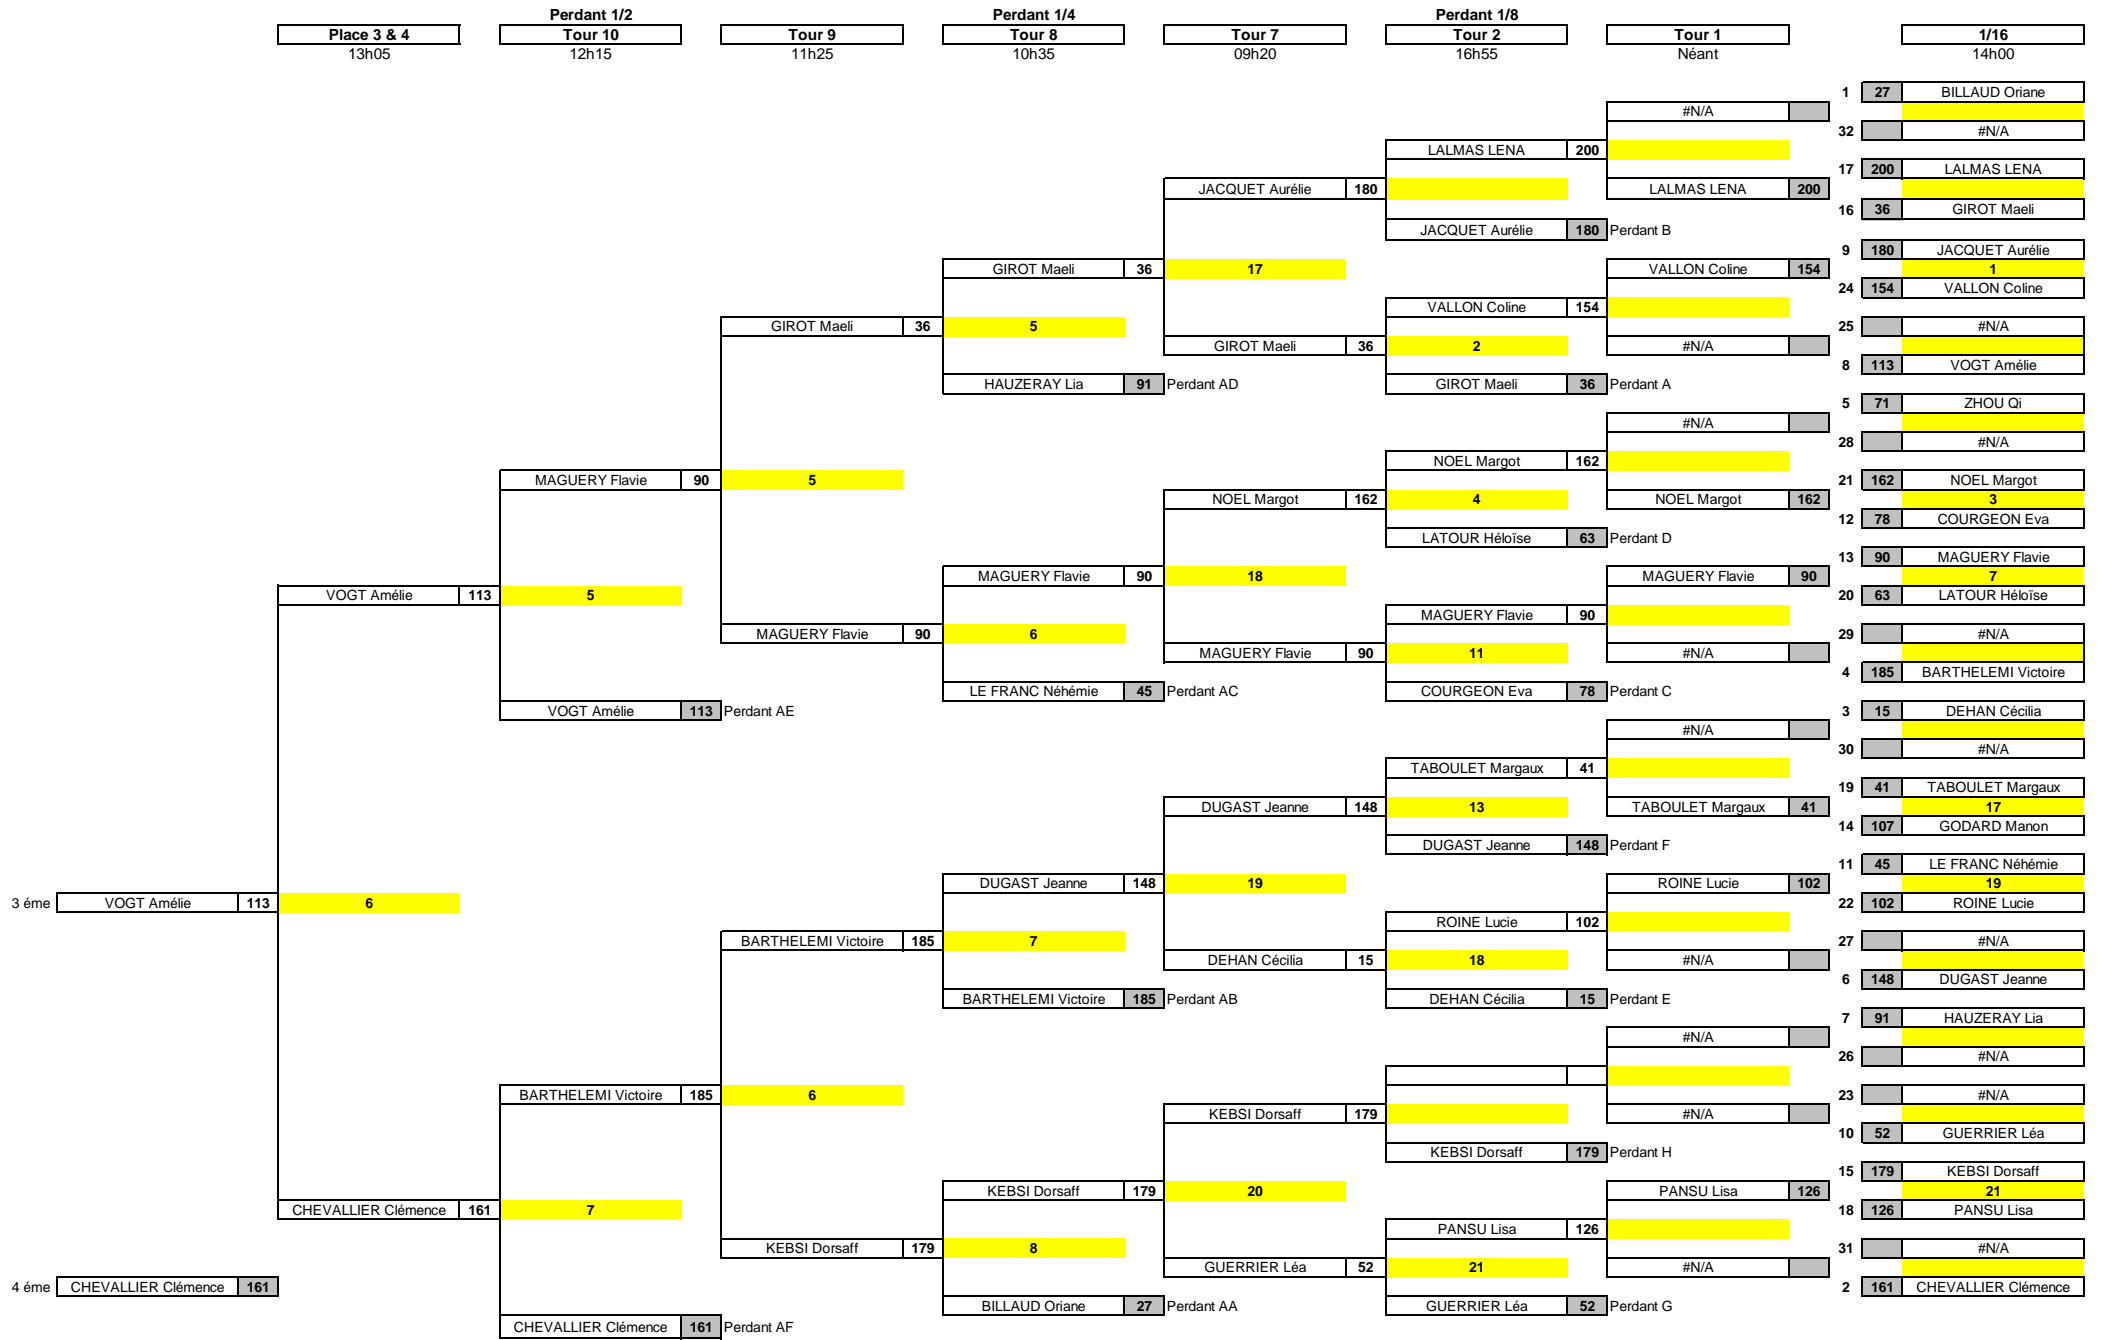 Perdant 1/2 Perdant 1/4 Perdant 1/8
Place 3 & 4 Tour 10 Tour 9 Tour 8 Tour 7 Tour 2 Tour 1 1/16
13h05 12h15 11h25 10h35 09h20 16h55 Néant 14h00
1 27 BILLAUD Oriane
#N/A
32 #N/A
LALMAS LENA 200
17 200 LALMAS LENA
JACQUET Aurélie 180 LALMAS LENA 200
16 36 GIROT Maeli
JACQUET Aurélie 180 Perdant B
9 180 JACQUET Aurélie
GIROT Maeli 36 17 VALLON Coline 154 1
24 154 VALLON Coline
VALLON Coline 154
GIROT Maeli 36 5 25 #N/A
GIROT Maeli 36 2 #N/A
8 113 VOGT Amélie
HAUZERAY Lia 91 Perdant AD GIROT Maeli 36 Perdant A
5 71 ZHOU Qi
#N/A
28 #N/A
NOEL Margot 162
MAGUERY Flavie 90 5 21 162 NOEL Margot
NOEL Margot 162 4 NOEL Margot 162 3
12 78 COURGEON Eva
LATOUR Héloïse 63 Perdant D
13 90 MAGUERY Flavie
MAGUERY Flavie 90 18 MAGUERY Flavie 90 7
VOGT Amélie 113 5 20 63 LATOUR Héloïse
MAGUERY Flavie 90
MAGUERY Flavie 90 6 29 #N/A
MAGUERY Flavie 90 11 #N/A
4 185 BARTHELEMI Victoire
LE FRANC Néhémie 45 Perdant AC COURGEON Eva 78 Perdant C
VOGT Amélie 113 Perdant AE 3 15 DEHAN Cécilia
#N/A
30 #N/A
TABOULET Margaux 41
19 41 TABOULET Margaux
DUGAST Jeanne 148 13 TABOULET Margaux 41 17
14 107 GODARD Manon
DUGAST Jeanne 148 Perdant F
11 45 LE FRANC Néhémie
DUGAST Jeanne 148 19 ROINE Lucie 102 19
3 éme VOGT Amélie 113 6 22 102 ROINE Lucie
ROINE Lucie 102
BARTHELEMI Victoire 185 7 27 #N/A
DEHAN Cécilia 15 18 #N/A
6 148 DUGAST Jeanne
BARTHELEMI Victoire 185 Perdant AB DEHAN Cécilia 15 Perdant E
7 91 HAUZERAY Lia
#N/A
26 #N/A
BARTHELEMI Victoire 185 6 23 #N/A
KEBSI Dorsaff 179 #N/A
10 52 GUERRIER Léa
KEBSI Dorsaff 179 Perdant H
15 179 KEBSI Dorsaff
KEBSI Dorsaff 179 20 PANSU Lisa 126 21
CHEVALLIER Clémence 161 7 18 126 PANSU Lisa
PANSU Lisa 126
KEBSI Dorsaff 179 8 31 #N/A
GUERRIER Léa 52 21 #N/A
4 éme CHEVALLIER Clémence 161 2 161 CHEVALLIER Clémence
BILLAUD Oriane 27 Perdant AA GUERRIER Léa 52 Perdant G
CHEVALLIER Clémence 161 Perdant AF